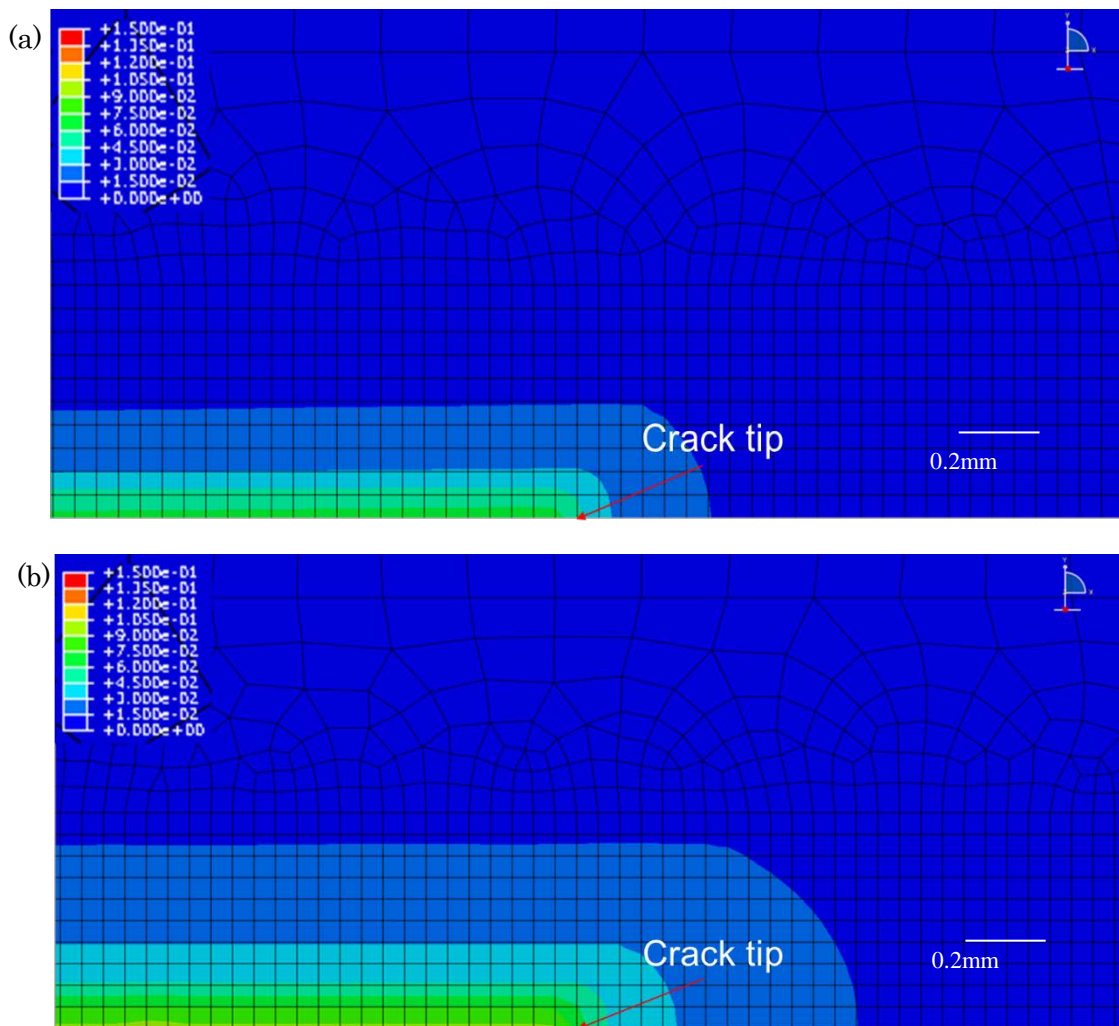 (a)
+1.500e-01
+1.350e-01
+1.200e-01
+1.050e-01
+9.000e-02
+7.500e-02
+6.000e-02
+4.500e-02
+3.000e-02
+1.500e-02
+0.000e+00
Y
X
Crack tip
0.2mm
(b)
+1.500e-01
+1.350e-01
+1.200e-01
+1.050e-01
+9.000e-02
+7.500e-02
+6.000e-02
+4.500e-02
+3.000e-02
+1.500e-02
+0.000e+00
Y
X
Crack tip
0.2mm